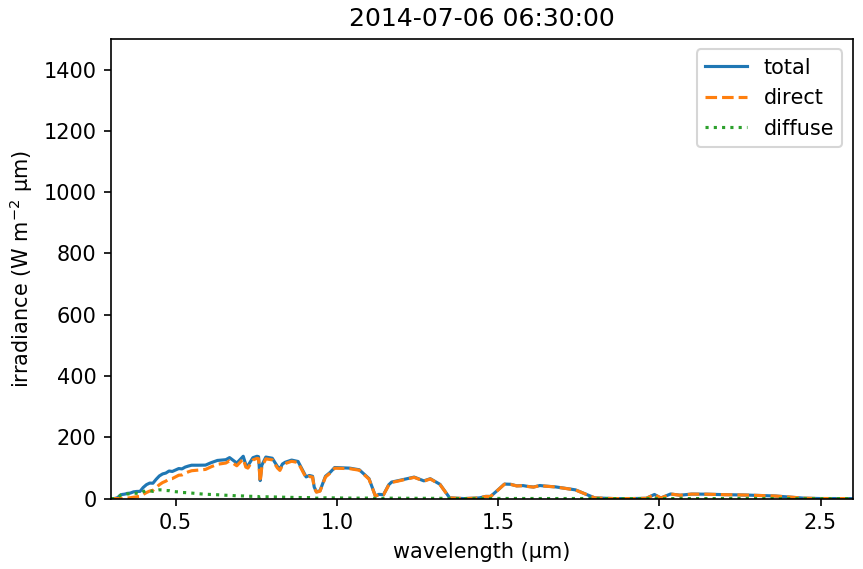 2014-07-06 06:30:00
total
direct
diffuse
irradiance (W m⁻² µm)
1400
1200
1000
800
600
400
200
0
0.5 1.0 1.5 2.0 2.5
wavelength (µm)